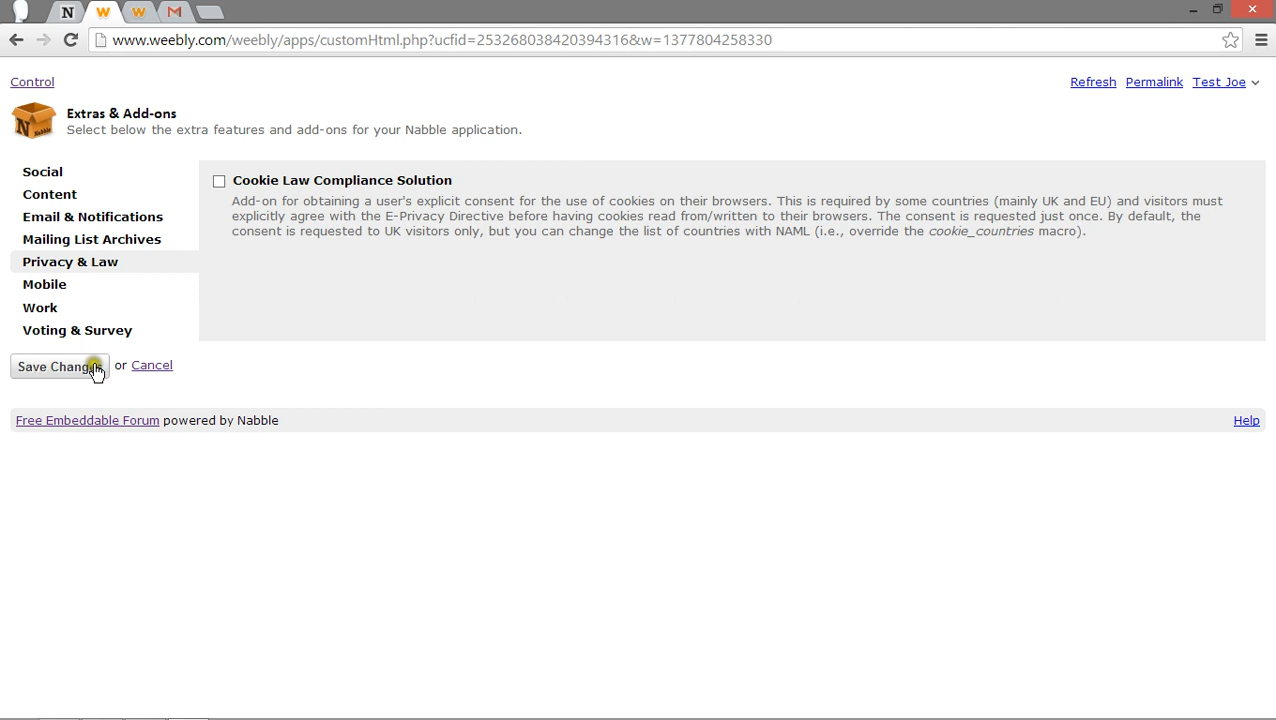 www.weebly.com/weebly/apps/customHtml.php?ucfid=253268038420394316&w=1377804258330
Control
Refresh Permalink Test Joe
Extras & Add-ons
Select below the extra features and add-ons for your Nabble application.
Social
Content
Email & Notifications
Mailing List Archives
Privacy & Law
Mobile
Work
Voting & Survey
Cookie Law Compliance Solution
Add-on for obtaining a user's explicit consent for the use of cookies on their browsers. This is required by some countries (mainly UK and EU) and visitors must
explicitly agree with the E-Privacy Directive before having cookies read from/written to their browsers. The consent is requested just once. By default, the
consent is requested to UK visitors only, but you can change the list of countries with NAML (i.e., override the cookie_countries macro).
Save Changes or Cancel
Free Embeddable Forum powered by Nabble
Help